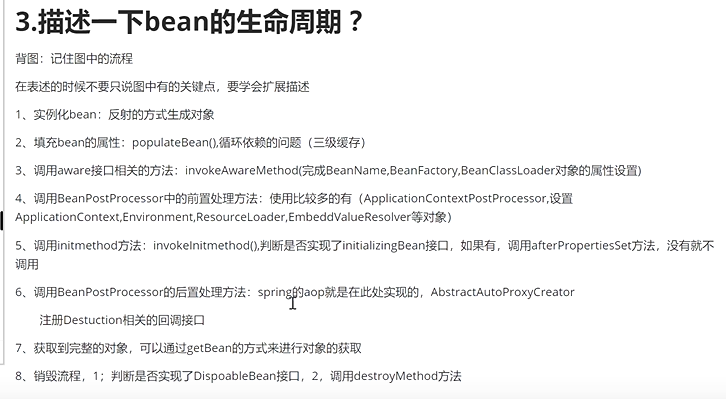 3.描述一下bean的生命周期？
背图：记住图中的流程
在表述的时候不要只说图中有的关键点，要学会扩展描述
1、实例化bean：反射的方式生成对象
2、填充bean的属性：populateBean(),循环依赖的问题（三级缓存）
3、调用aware接口相关的方法：invokeAwareMethod(完成BeanName,BeanFactory,BeanClassLoader对象的属性设置)
4、调用BeanPostProcessor中的前置处理方法：使用比较多的有（ApplicationContextPostProcessor,设置
ApplicationContext,Environment,ResourceLoader,EmbeddValueResolver等对象）
5、调用initmethod方法：invokeInitmethod(),判断是否实现了initializingBean接口，如果有，调用afterPropertiesSet方法，没有就不
调用
6、调用BeanPostProcessor的后置处理方法：spring的aop就是在此处实现的，AbstractAutoProxyCreator
注册Destuction相关的回调接口
7、获取到完整的对象，可以通过getBean的方式来进行对象的获取
8、销毁流程，1；判断是否实现了DispoableBean接口，2，调用destroyMethod方法